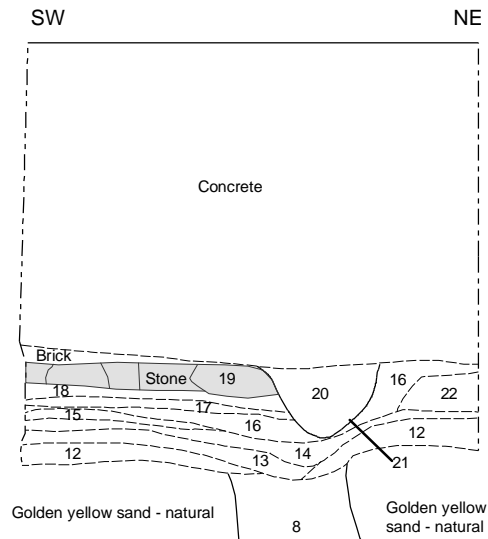 SW NE
Concrete
Brick
Stone 19 16 22
18
17 20
15 16 12
12 13 14 21
Golden yellow sand - natural
8
Golden yellow
sand - natural